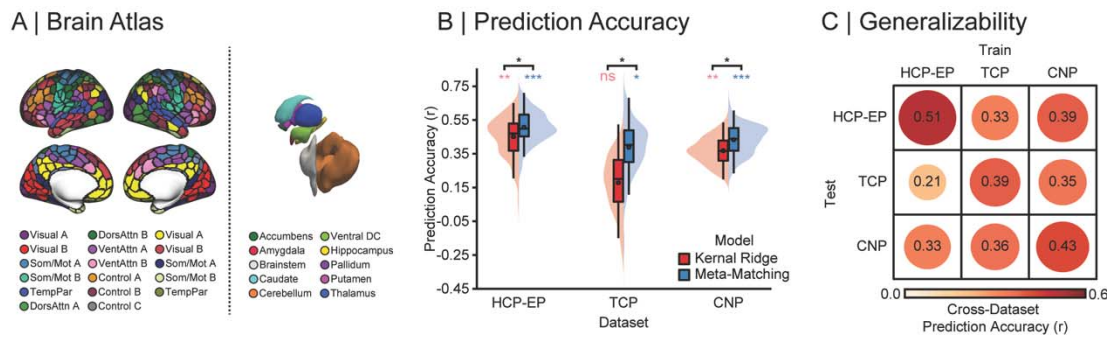 A | Brain Atlas
Visual A
Visual B
Som/Mot A
Som/Mot B
TempPar
DorsAttn A
DorsAttn B
VentAttn A
VentAttn B
Control A
Control B
Control C
Visual A
Visual B
Som/Mot A
Som/Mot B
TempPar
Accumbens
Amygdala
Brainstem
Caudate
Cerebellum
Ventral DC
Hippocampus
Pallidum
Putamen
Thalamus
B | Prediction Accuracy
Prediction Accuracy (r)
0.75
0.55
0.35
0.15
-0.05
-0.25
-0.45
*
** ***
*
ns *
*
** ***
Model
Kernal Ridge
Meta-Matching
HCP-EP TCP CNP
Dataset
C | Generalizability
Train
HCP-EP TCP CNP
Test
HCP-EP 0.51 0.33 0.39
TCP 0.21 0.39 0.35
CNP 0.33 0.36 0.43
0.0 0.6
Cross-Dataset
Prediction Accuracy (r)